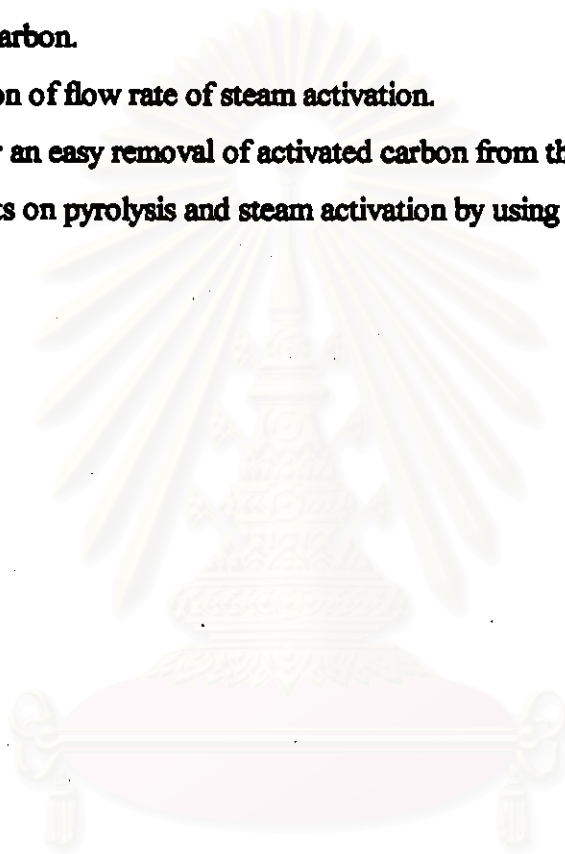 arbon.
on of flow rate of steam activation.
r an easy removal of activated carbon from th
ts on pyrolysis and steam activation by using